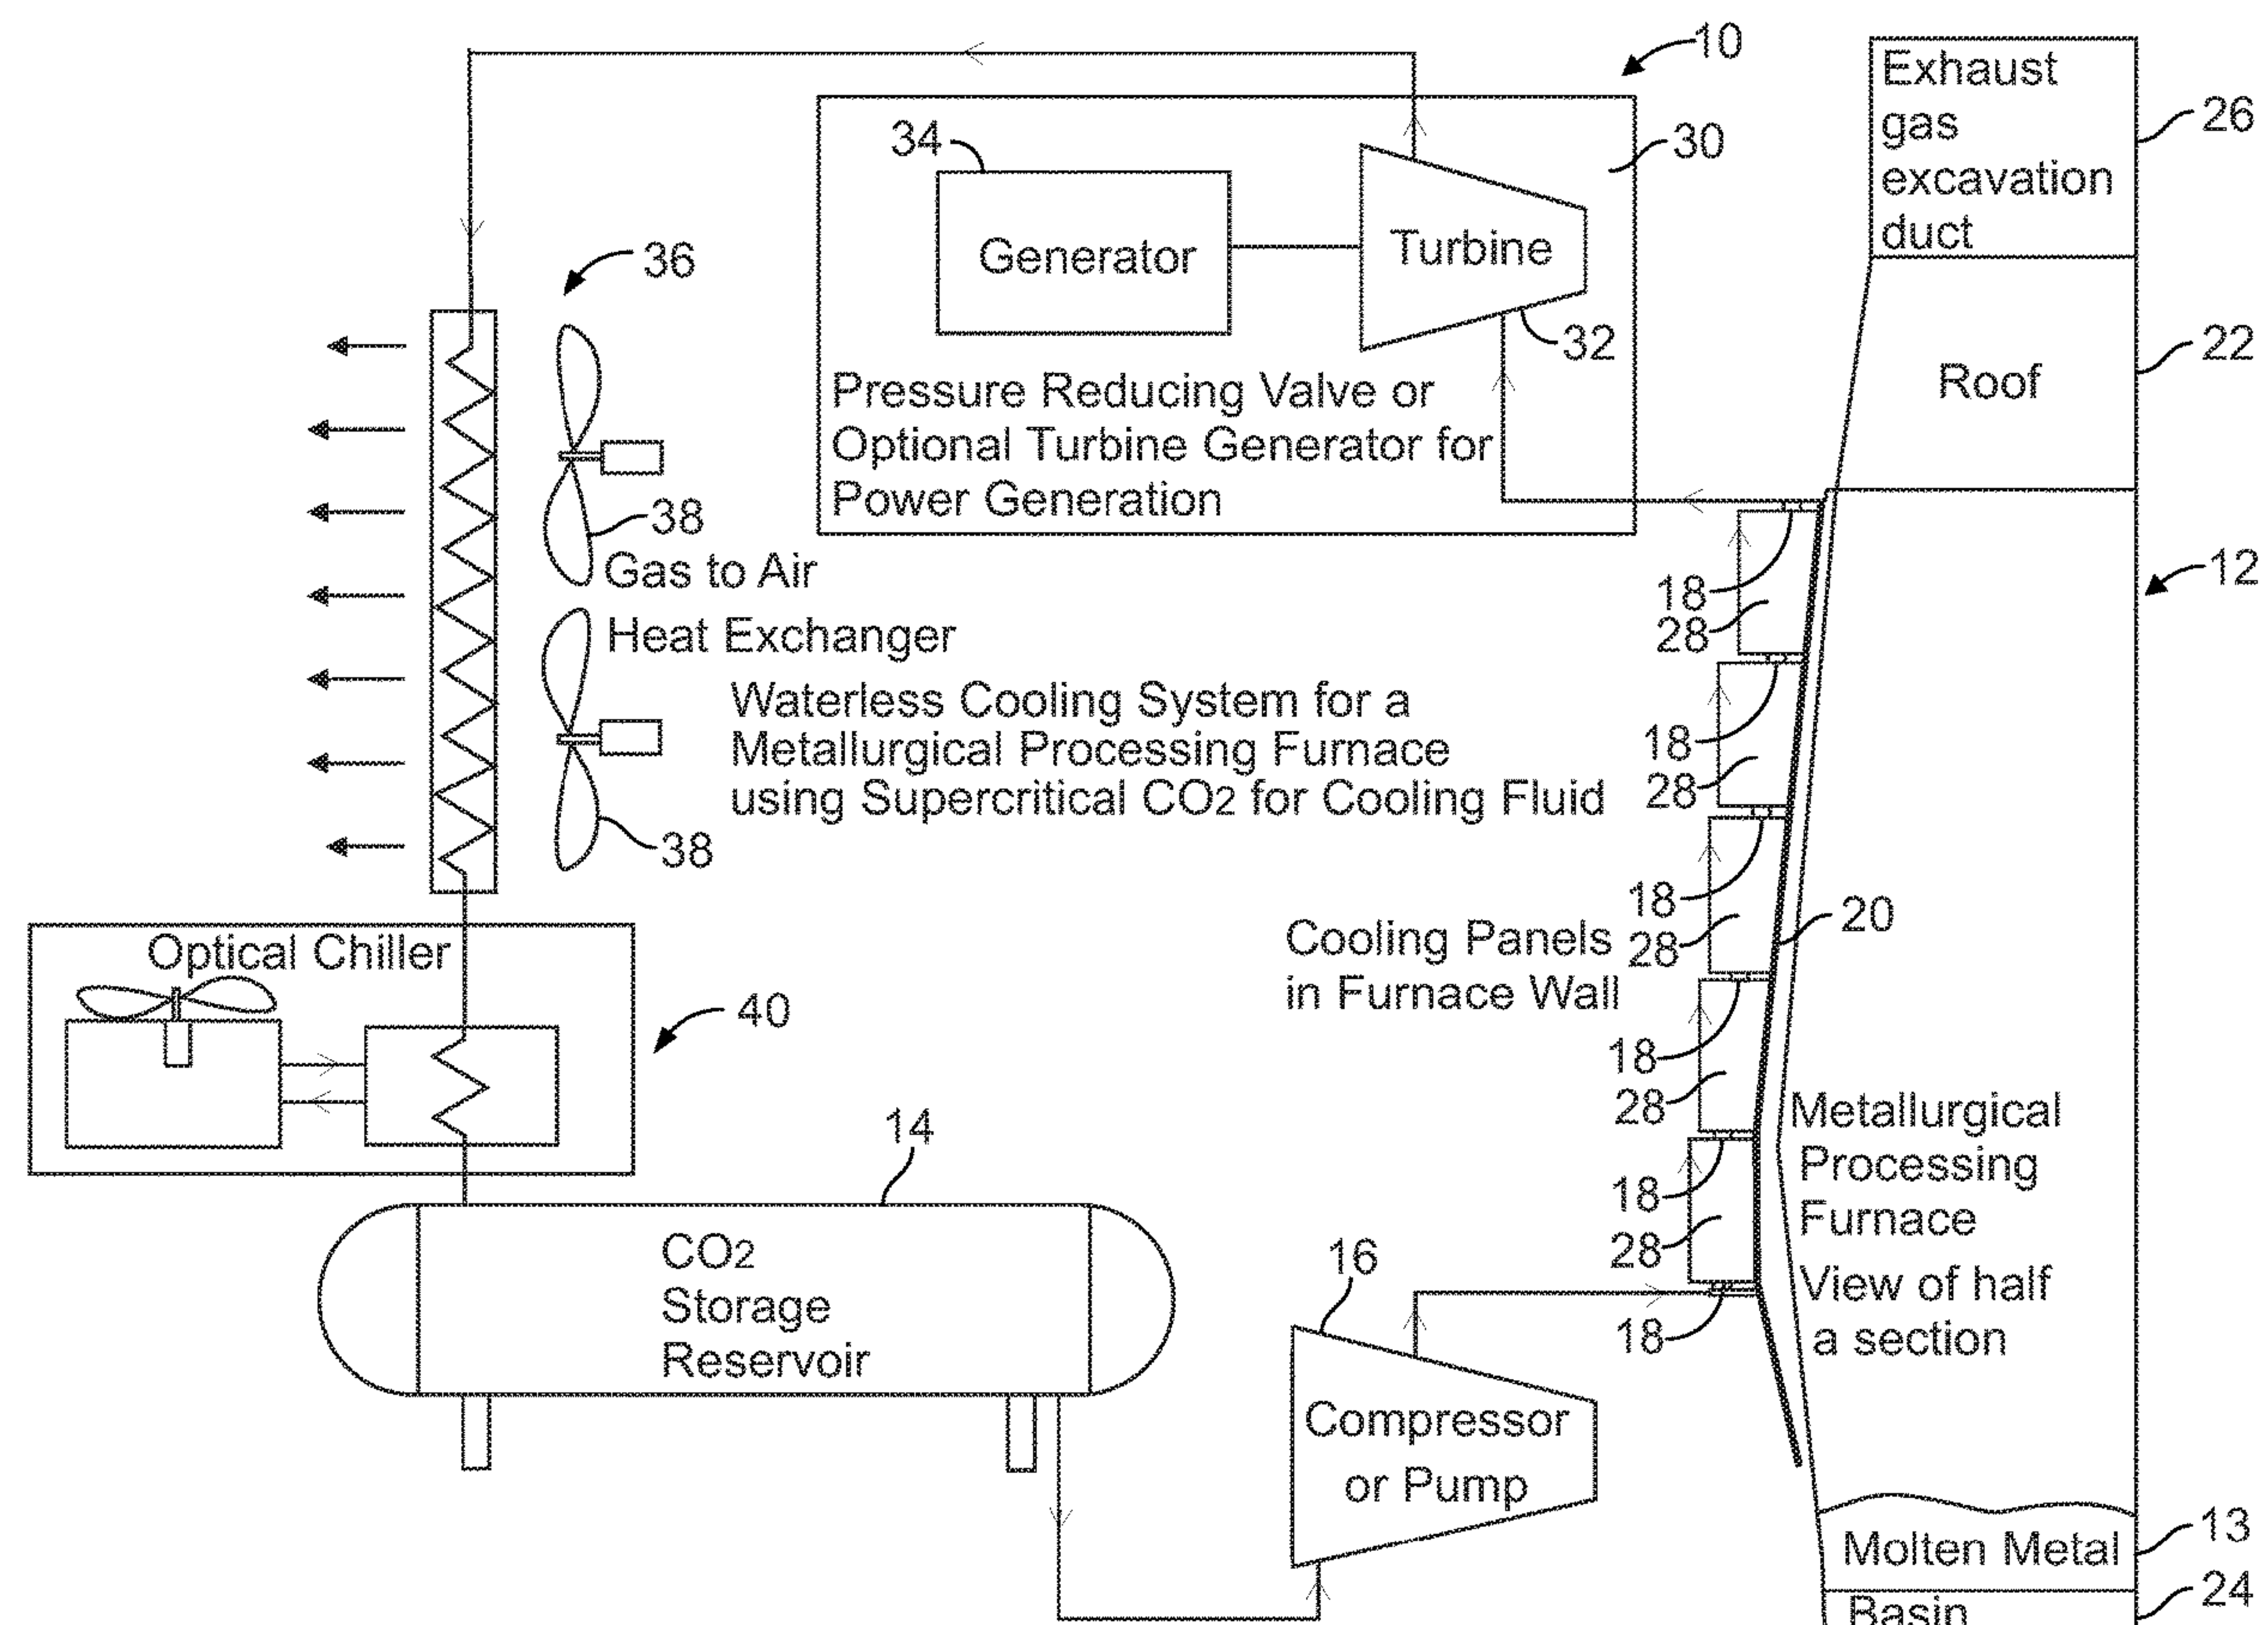 10
Exhaust
gas
excavation
duct
26
34
30
Generator
Turbine
32
36
22
Roof
Pressure Reducing Valve or
Optional Turbine Generator for
Power Generation
38
Gas to Air
Heat Exchanger
12
18
28
Waterless Cooling System for a
Metallurgical Processing Furnace
using Supercritical CO2 for Cooling Fluid
18
28
38
18
28
20
Cooling Panels
in Furnace Wall
Optical Chiller
40
18
28
Metallurgical
Processing
Furnace
View of half
a section
14
18
28
CO2
Storage
Reservoir
16
18
Compressor
or Pump
13
Molten Metal
24
Basin